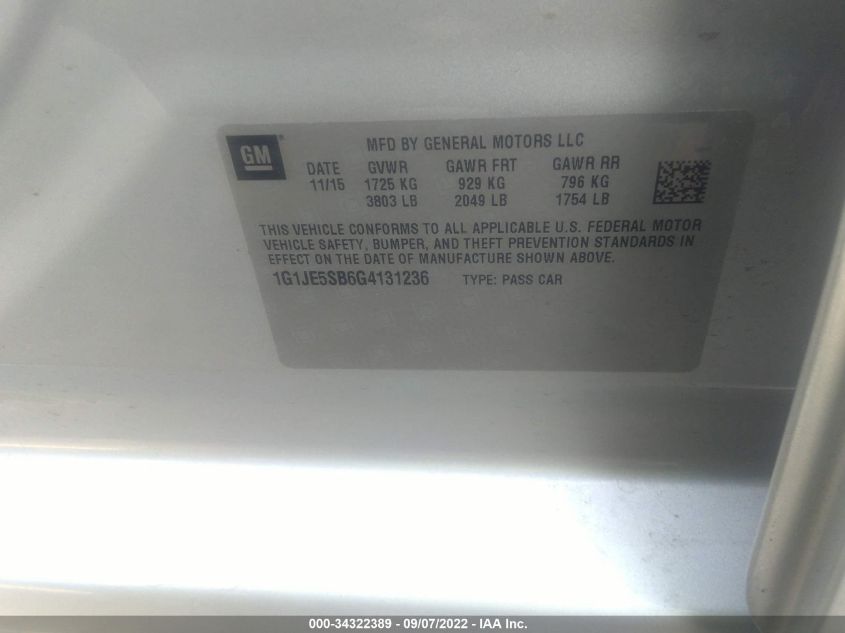 GM
MFD BY GENERAL MOTORS LLC
DATE GVWR GAWR FRT GAWR RR
11/15 1725 KG 929 KG 796 KG
3803 LB 2049 LB 1754 LB
THIS VEHICLE CONFORMS TO ALL APPLICABLE U.S. FEDERAL MOTOR
VEHICLE SAFETY, BUMPER, AND THEFT PREVENTION STANDARDS IN
EFFECT ON THE DATE OF MANUFACTURE SHOWN ABOVE.
1G1JE5SB6G4131236 TYPE: PASS CAR
000-34322389 - 09/07/2022 - IAA Inc.